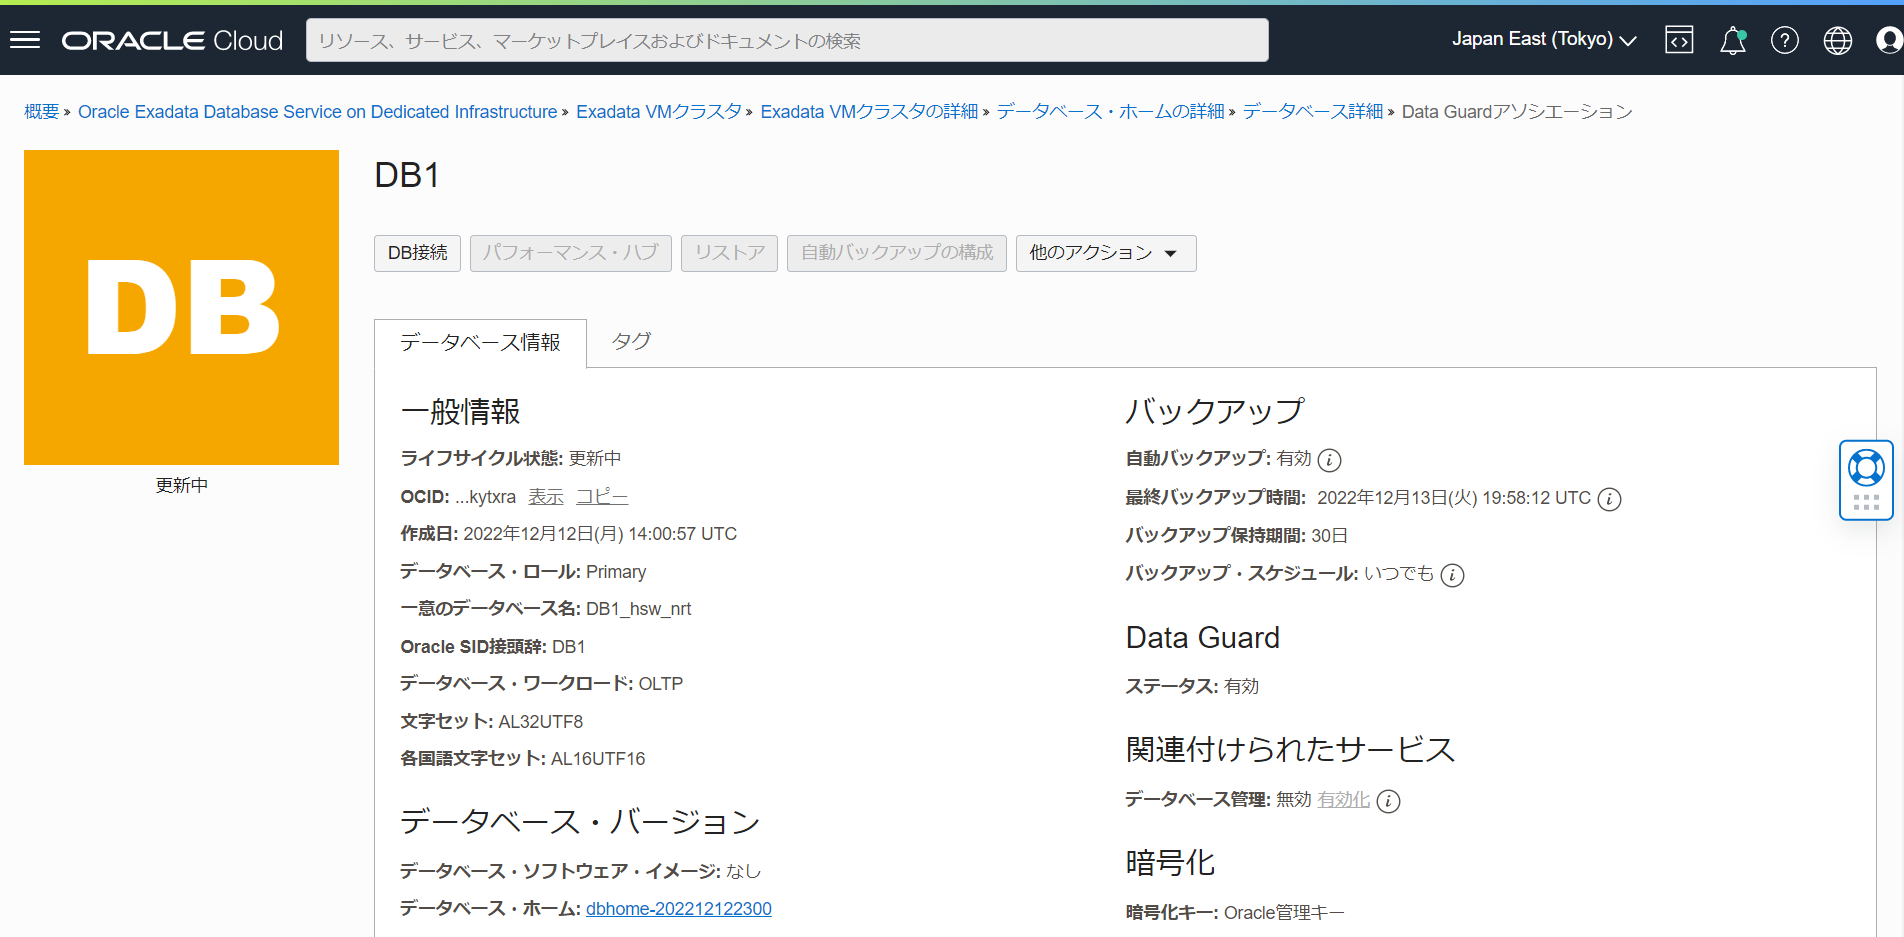 ORACLE Cloud
リソース、サービス、マーケットプレイスおよびドキュメントの検索
Japan East (Tokyo)
概要 » Oracle Exadata Database Service on Dedicated Infrastructure » Exadata VMクラスタ » Exadata VMクラスタの詳細 » データベース・ホームの詳細 » データベース詳細 » Data Guardアソシエーション
DB
更新中
DB1
DB接続 パフォーマンス・ハブ リストア 自動バックアップの構成 他のアクション
データベース情報 タグ
一般情報
ライフサイクル状態: 更新中
OCID: ...kytxra 表示 コピー
作成日: 2022年12月12日(月) 14:00:57 UTC
データベース・ロール: Primary
一意のデータベース名: DB1_hsw_nrt
Oracle SID接頭辞: DB1
データベース・ワークロード: OLTP
文字セット: AL32UTF8
各国語文字セット: AL16UTF16
データベース・バージョン
データベース・ソフトウェア・イメージ: なし
データベース・ホーム: dbhome-202212122300
バックアップ
自動バックアップ: 有効
最終バックアップ時間: 2022年12月13日(火) 19:58:12 UTC
バックアップ保持期間: 30日
バックアップ・スケジュール: いつでも
Data Guard
ステータス: 有効
関連付けられたサービス
データベース管理: 無効 有効化
暗号化
暗号化キー: Oracle管理キー